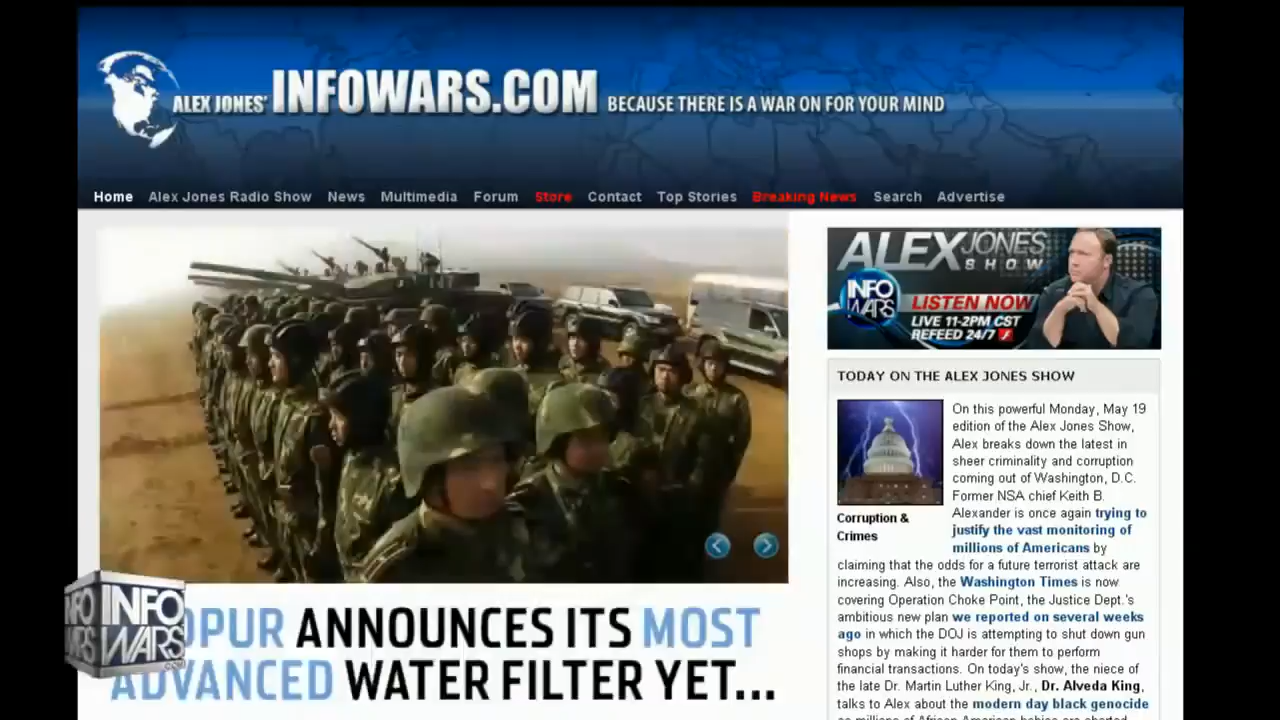 ALEX JONES' INFOWARS.COM BECAUSE THERE IS A WAR ON FOR YOUR MIND
Home Alex Jones Radio Show News Multimedia Forum Store Contact Top Stories Breaking News Search Advertise
ALEX JONES
SHOW
INFO
WARS
LISTEN NOW
LIVE 11-2PM CST
REFEED 24/7
TODAY ON THE ALEX JONES SHOW
Corruption &
Crimes
On this powerful Monday, May 19
edition of the Alex Jones Show,
Alex breaks down the latest in
sheer criminality and corruption
coming out of Washington, D.C.
Former NSA chief Keith B.
Alexander is once again trying to
justify the vast monitoring of
millions of Americans by
claiming that the odds for a future terrorist attack are
increasing. Also, the Washington Times is now
covering Operation Choke Point, the Justice Dept.'s
ambitious new plan we reported on several weeks
ago in which the DOJ is attempting to shut down gun
shops by making it harder for them to perform
financial transactions. On today's show, the niece of
the late Dr. Martin Luther King, Jr., Dr. Alveda King,
talks to Alex about the modern day black genocide
OPUR ANNOUNCES ITS MOST
ADVANCED WATER FILTER YET...
INFO
WARS
.COM